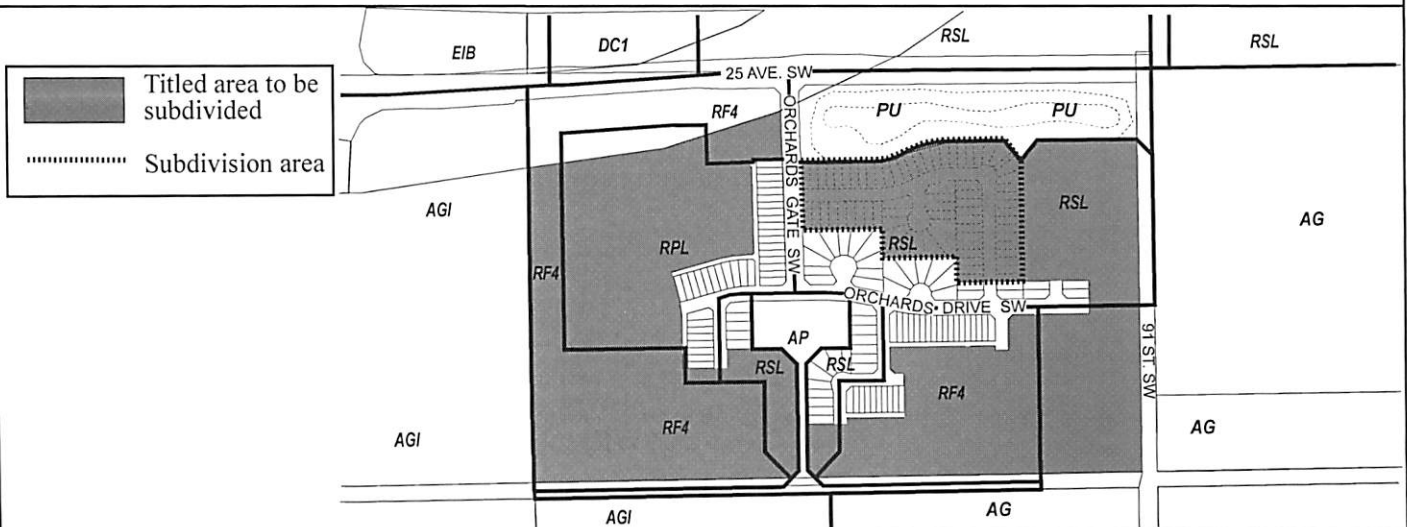 Titled area to be
subdivided
Subdivision area
EIB
DC1
RSL
RSL
25 AVE. SW
RF4
PU
PU
ORCHARDS GATE SW
AGI
RPL
RSL
RSL
AG
RF4
ORCHARDS DRIVE SW
AP
RSL
RSL
RF4
91 ST. SW
AGI
RF4
AG
AGI
AG